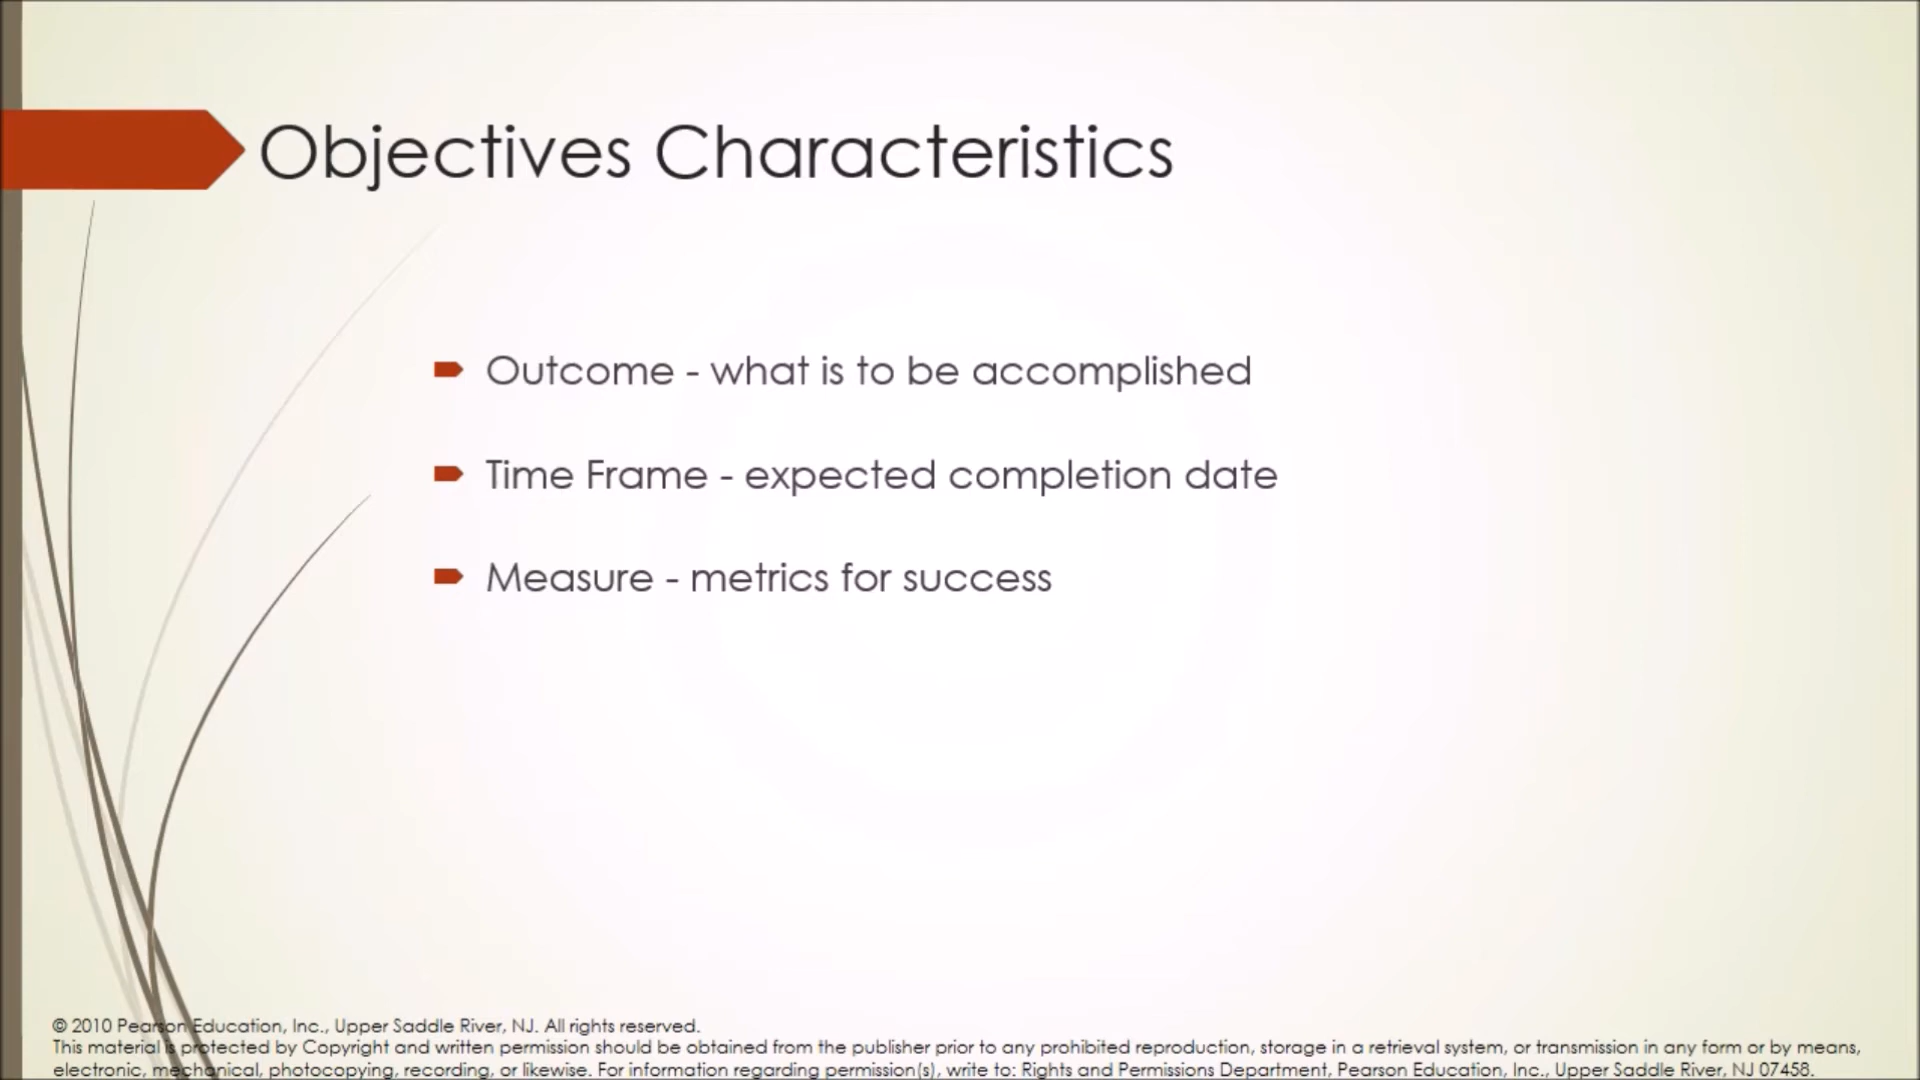 Objectives Characteristics
Outcome - what is to be accomplished
Time Frame - expected completion date
Measure - metrics for success
© 2010 Pearson Education, Inc., Upper Saddle River, NJ. All rights reserved.
This material is protected by Copyright and written permission should be obtained from the publisher prior to any prohibited reproduction, storage in a retrieval system, or transmission in any form or by means,
electronic, mechanical, photocopying, recording, or likewise. For information regarding permission(s), write to: Rights and Permissions Department, Pearson Education, Inc., Upper Saddle River, NJ 07458.